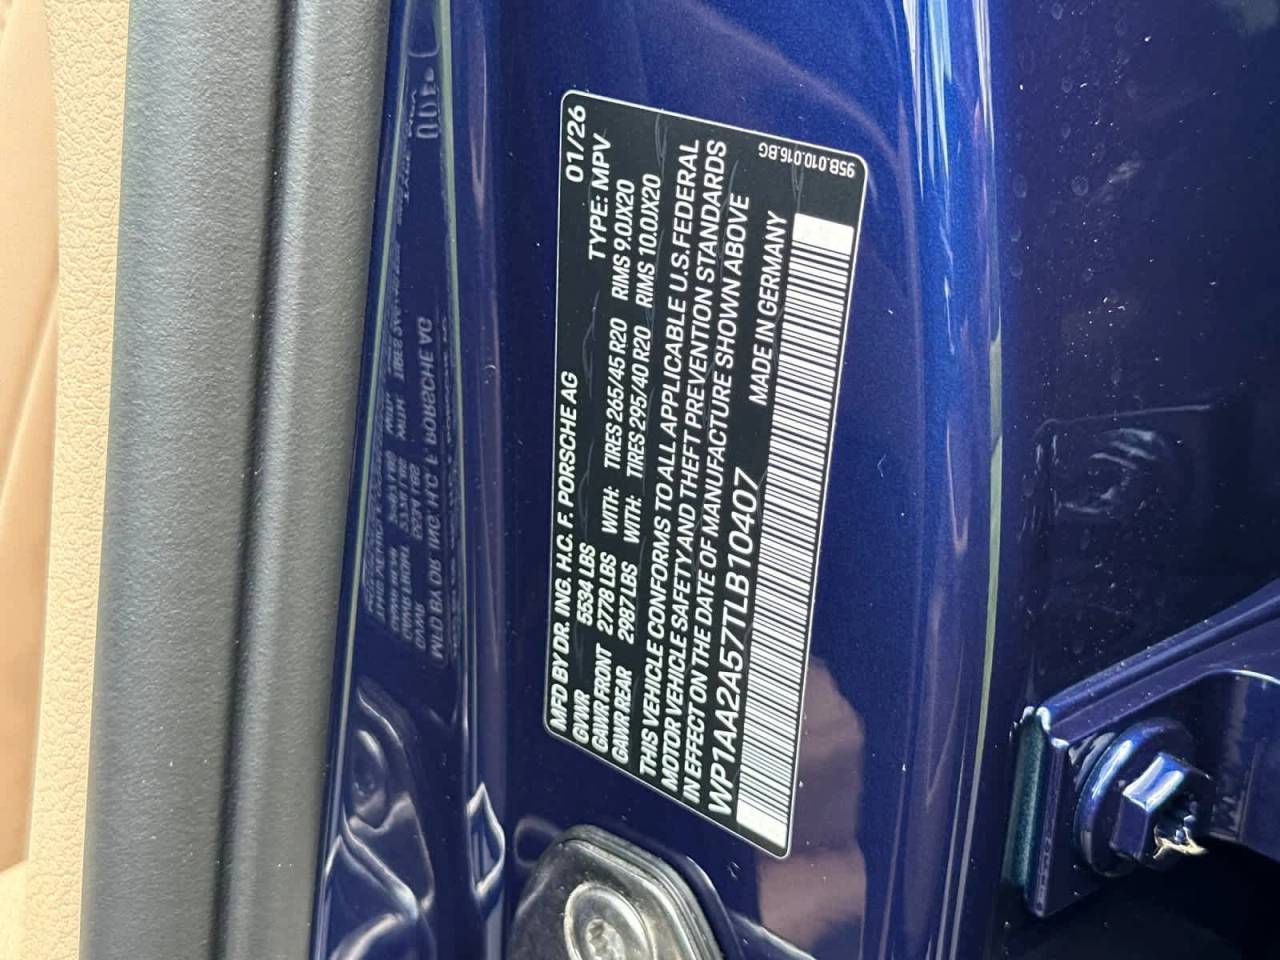 MFD BY DR. ING. H.C. F. PORSCHE AG 01/26
GVWR 5534 LBS TYPE: MPV
GAWR FRONT 2778 LBS WITH: TIRES 265/45 R20 RIMS 9.0JX20
GAWR REAR 2987 LBS WITH: TIRES 295/40 R20 RIMS 10.0JX20
THIS VEHICLE CONFORMS TO ALL APPLICABLE U.S.FEDERAL
MOTOR VEHICLE SAFETY AND THEFT PREVENTION STANDARDS
IN EFFECT ON THE DATE OF MANUFACTURE SHOWN ABOVE
WP1AA2A57TLB10407 MADE IN GERMANY
95B.010.016.BG